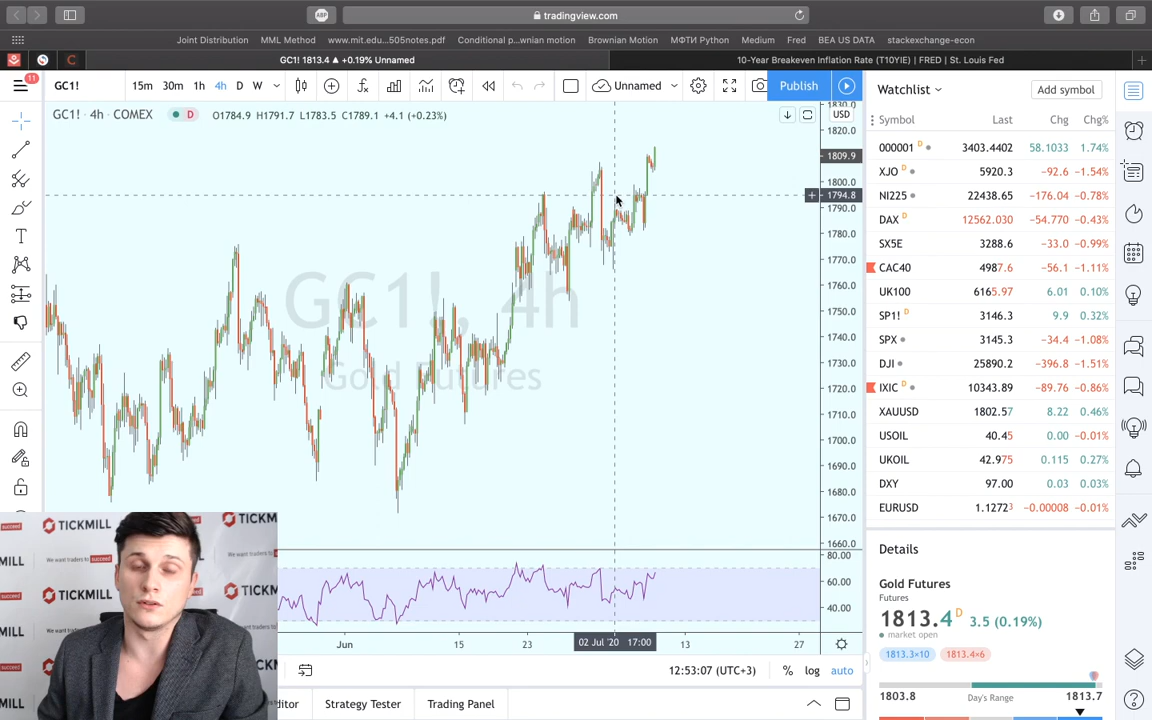 ABP
tradingview.com
Joint Distribution
MML Method
www.mit.edu...505notes.pdf
Conditional p...wnian motion
Brownian Motion
МФТИ Python
Medium
Fred
BEA US DATA
stackexchange-econ
GC1! 1813.4 ▲ +0.19% Unnamed
10-Year Breakeven Inflation Rate (T10YIE) | FRED | St. Louis Fed
11
GC1!
15m 30m 1h 4h D W
Unnamed
Publish
GC1! · 4h · COMEX
D
O1784.9 H1791.7 L1783.5 C1789.1 +4.1 (+0.23%)
USD
1830.0
1820.0
1809.9
1800.0
1794.8
1790.0
1780.0
1770.0
1760.0
1750.0
1740.0
1730.0
1720.0
1710.0
1700.0
1690.0
1680.0
1670.0
1660.0
80.00
60.00
40.00
GC1!, 4h
Gold Futures
Jun 15 23 02 Jul '20 17:00 13 27
12:53:07 (UTC+3)
% log auto
itor
Strategy Tester
Trading Panel
Watchlist
Add symbol
Symbol Last Chg Chg%
000001 D 3403.4402 58.1033 1.74%
XJO D 5920.3 −92.6 −1.54%
NI225 22438.65 −176.04 −0.78%
DAX D 12562.030 −54.770 −0.43%
SX5E 3288.6 −33.0 −0.99%
CAC40 4987.6 −56.1 −1.11%
UK100 6165.97 6.01 0.10%
SP1! D 3146.3 9.9 0.32%
SPX 3145.3 −34.4 −1.08%
DJI 25890.2 −396.8 −1.51%
IXIC D 10343.89 −89.76 −0.86%
XAUUSD 1802.57 8.22 0.46%
USOIL 40.45 0.00 −0.01%
UKOIL 42.975 0.115 0.27%
DXY 97.00 0.03 0.03%
EURUSD 1.12723 −0.00008 −0.01%
Details
Gold Futures
Futures
1813.4 D 3.5 (0.19%)
market open
1813.3×10 1813.4×6
1803.8 Day's Range 1813.7
TICKMILL
TICKM
We want traders to succeed
MILL